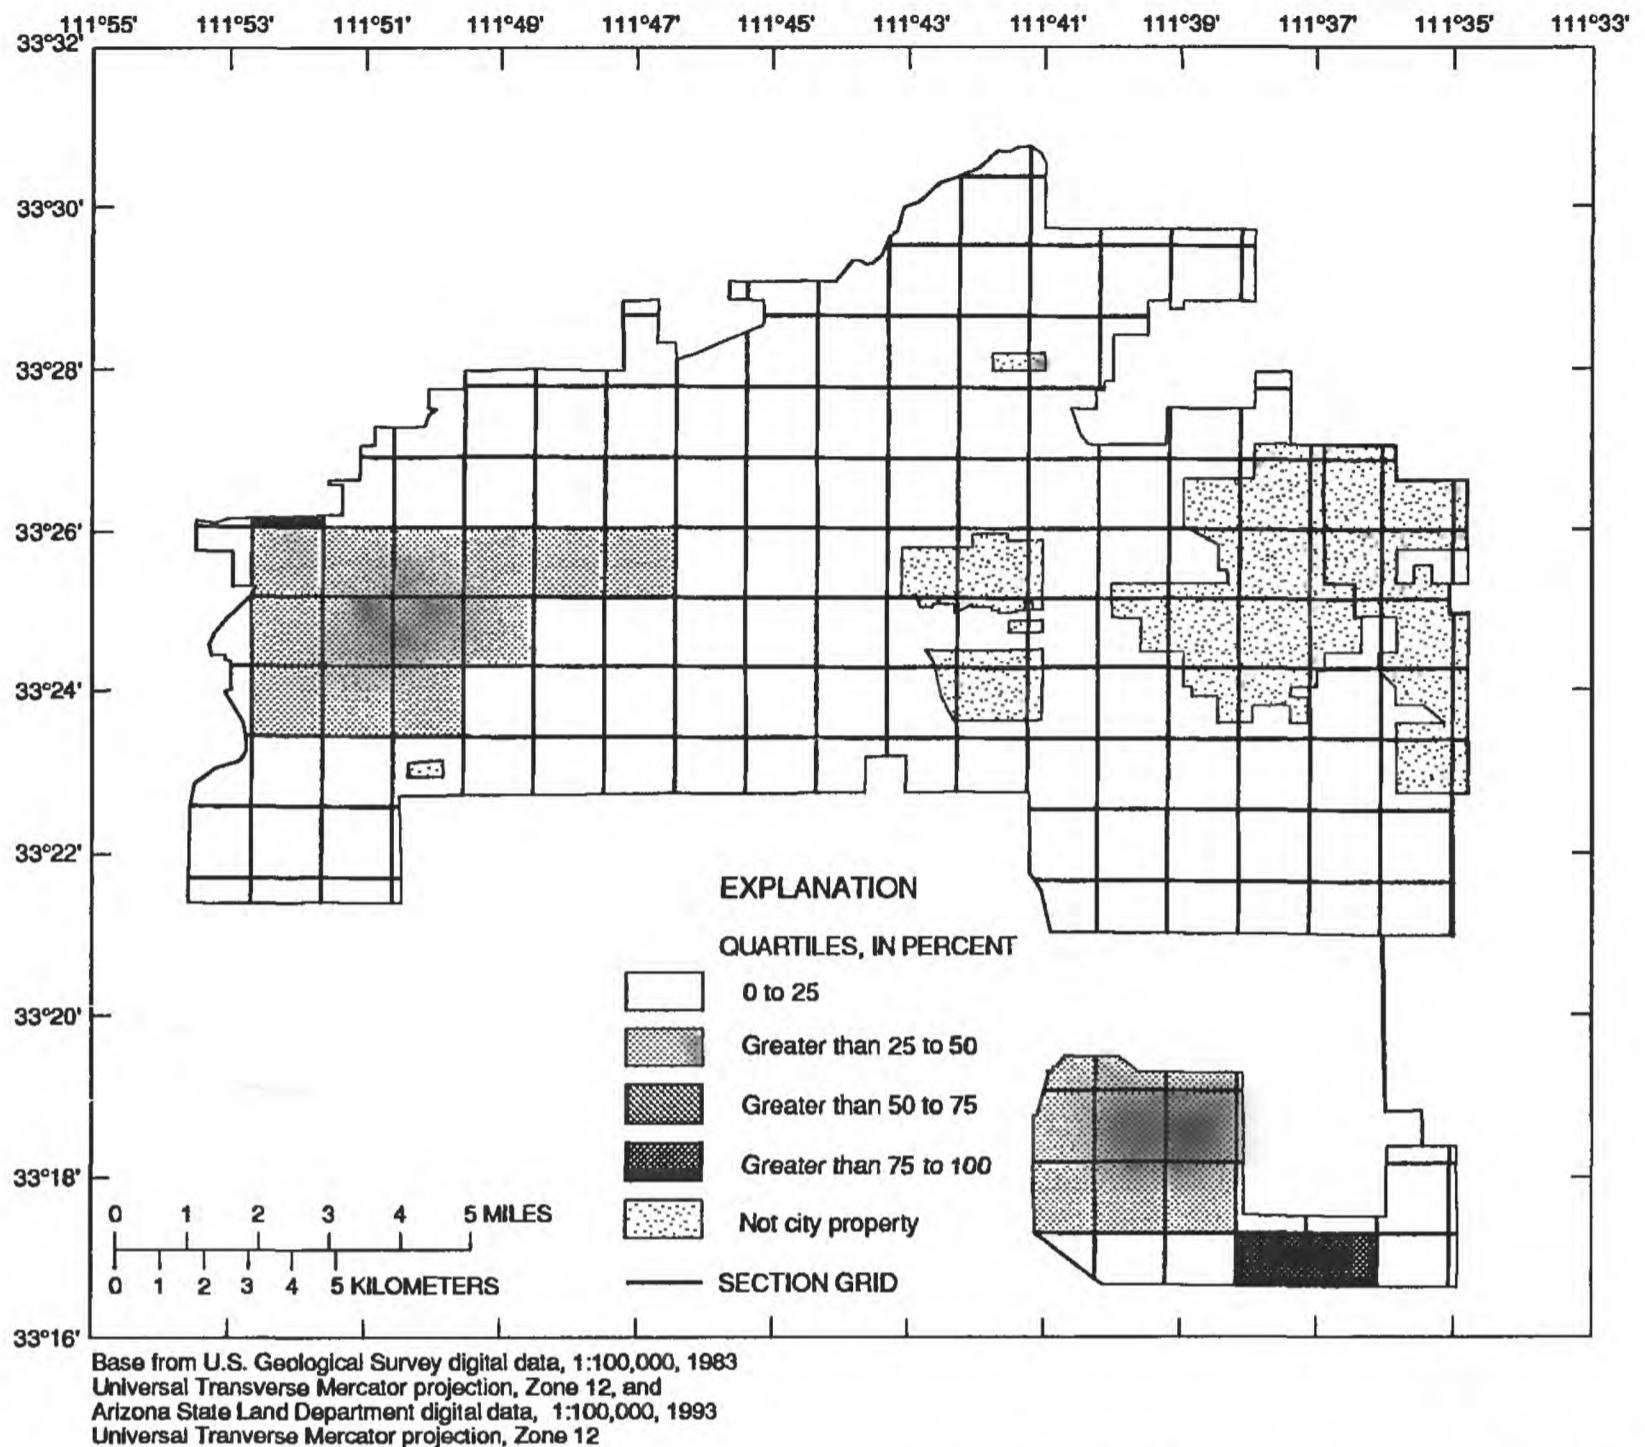 111°55' 111°53' 111°51' 111°49' 111°47' 111°45' 111°43' 111°41' 111°39' 111°37' 111°35' 111°33'
33°32'
33°30'
33°28'
33°26'
33°24'
33°22'
33°20'
33°18'
33°16'
EXPLANATION
QUARTILES, IN PERCENT
0 to 25
Greater than 25 to 50
Greater than 50 to 75
Greater than 75 to 100
Not city property
SECTION GRID
0 1 2 3 4 5 MILES
0 1 2 3 4 5 KILOMETERS
Base from U.S. Geological Survey digital data, 1:100,000, 1983
Universal Transverse Mercator projection, Zone 12, and
Arizona State Land Department digital data, 1:100,000, 1993
Universal Tranverse Mercator projection, Zone 12